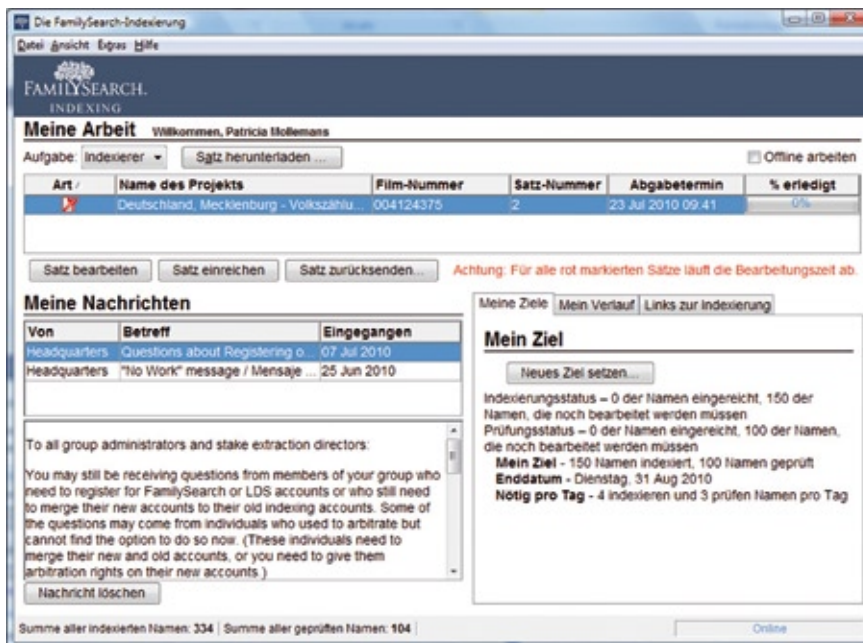 Die FamilySearch-Indexierung
Datei Ansicht Extras Hilfe
FAMILYSEARCH.
INDEXING
Meine Arbeit Willkommen, Patricia Mollemans
Aufgabe: Indexierer Satz herunterladen ... Offline arbeiten
Art Name des Projekts Film-Nummer Satz-Nummer Abgabetermin % erledigt
Deutschland, Mecklenburg - Volkszählu... 004124375 2 23 Jul 2010 09:41 0%
Satz bearbeiten Satz einreichen Satz zurücksenden... Achtung: Für alle rot markierten Sätze läuft die Bearbeitungszeit ab.
Meine Nachrichten
Von Betreff Eingegangen
Headquarters Questions about Registering o... 07 Jul 2010
Headquarters "No Work" message / Mensaje ... 25 Jun 2010
To all group administrators and stake extraction directors:
You may still be receiving questions from members of your group who
need to register for FamilySearch or LDS accounts or who still need
to merge their new accounts to their old indexing accounts. Some of
the questions may come from individuals who used to arbitrate but
cannot find the option to do so now. (These individuals need to
merge their new and old accounts, or you need to give them
arbitration rights on their new accounts.)
Nachricht löschen
Meine Ziele Mein Verlauf Links zur Indexierung
Mein Ziel
Neues Ziel setzen...
Indexierungsstatus – 0 der Namen eingereicht, 150 der
Namen, die noch bearbeitet werden müssen
Prüfungsstatus – 0 der Namen eingereicht, 100 der Namen,
die noch bearbeitet werden müssen
Mein Ziel - 150 Namen indexiert, 100 Namen geprüft
Enddatum - Dienstag, 31 Aug 2010
Nötig pro Tag - 4 indexieren und 3 prüfen Namen pro Tag
Summe aller indexierten Namen: 334 Summe aller geprüften Namen: 104 Online